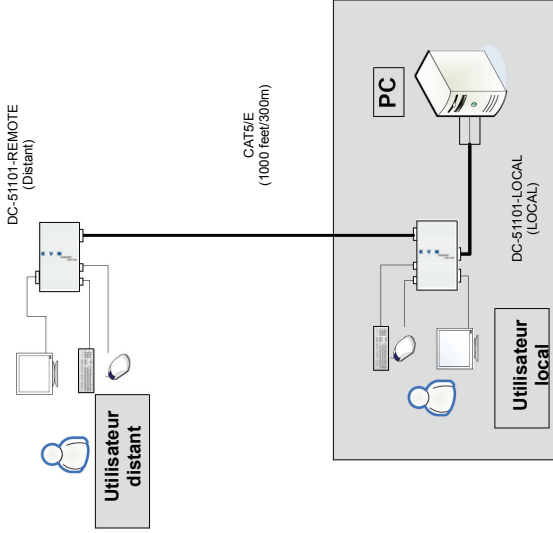 DC-51101-REMOTE
(Distant)
CAT5/E
(1000 feet/300m)
PC
DC-51101-LOCAL
(LOCAL)
Utilisateur
distant
Utilisateur
local